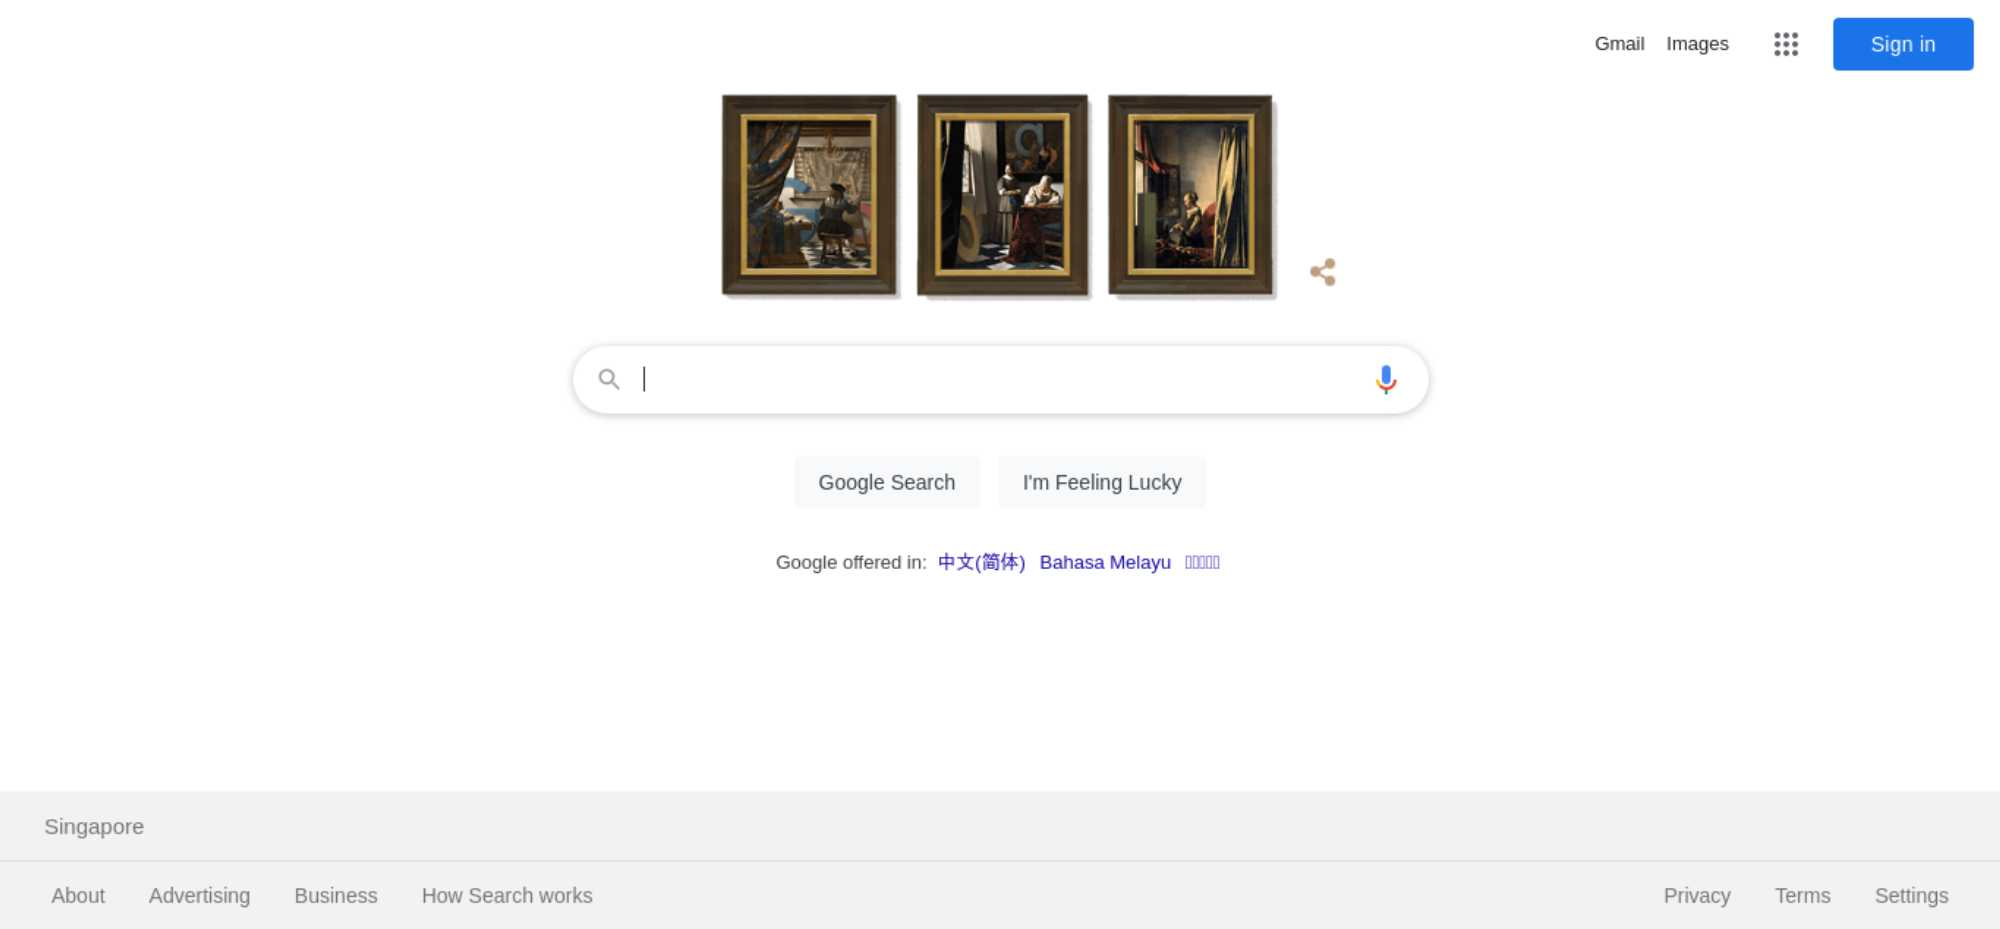 Gmail Images Sign in
Google Search I'm Feeling Lucky
Google offered in: 中文(简体) Bahasa Melayu
Singapore
About Advertising Business How Search works Privacy Terms Settings